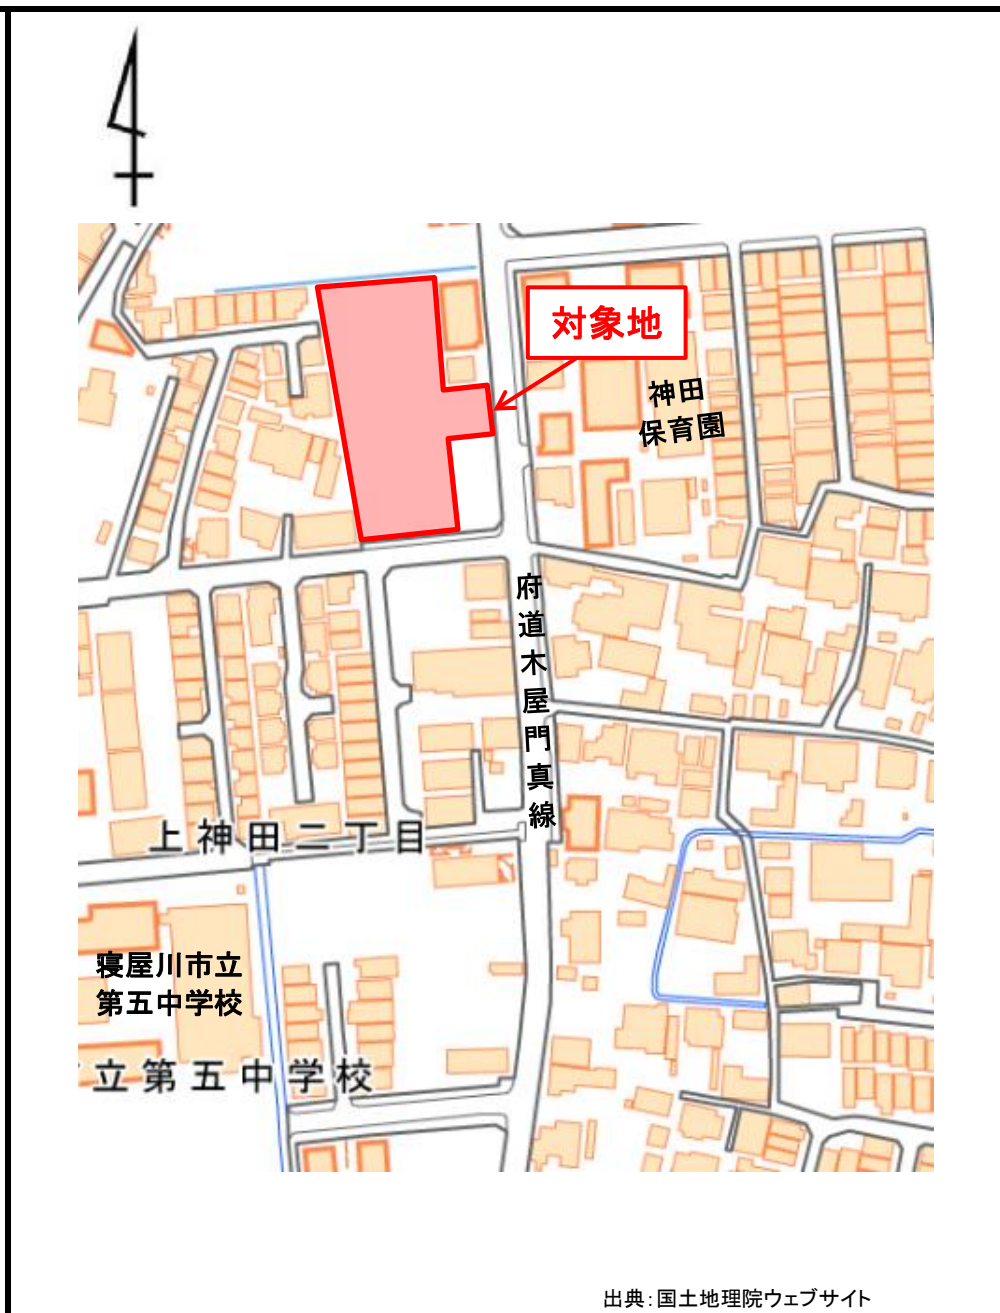 対象地
神田
保育園
府道木屋門真線
上神田二丁目
寝屋川市立
第五中学校
立第五中学校
出典:国土地理院ウェブサイト